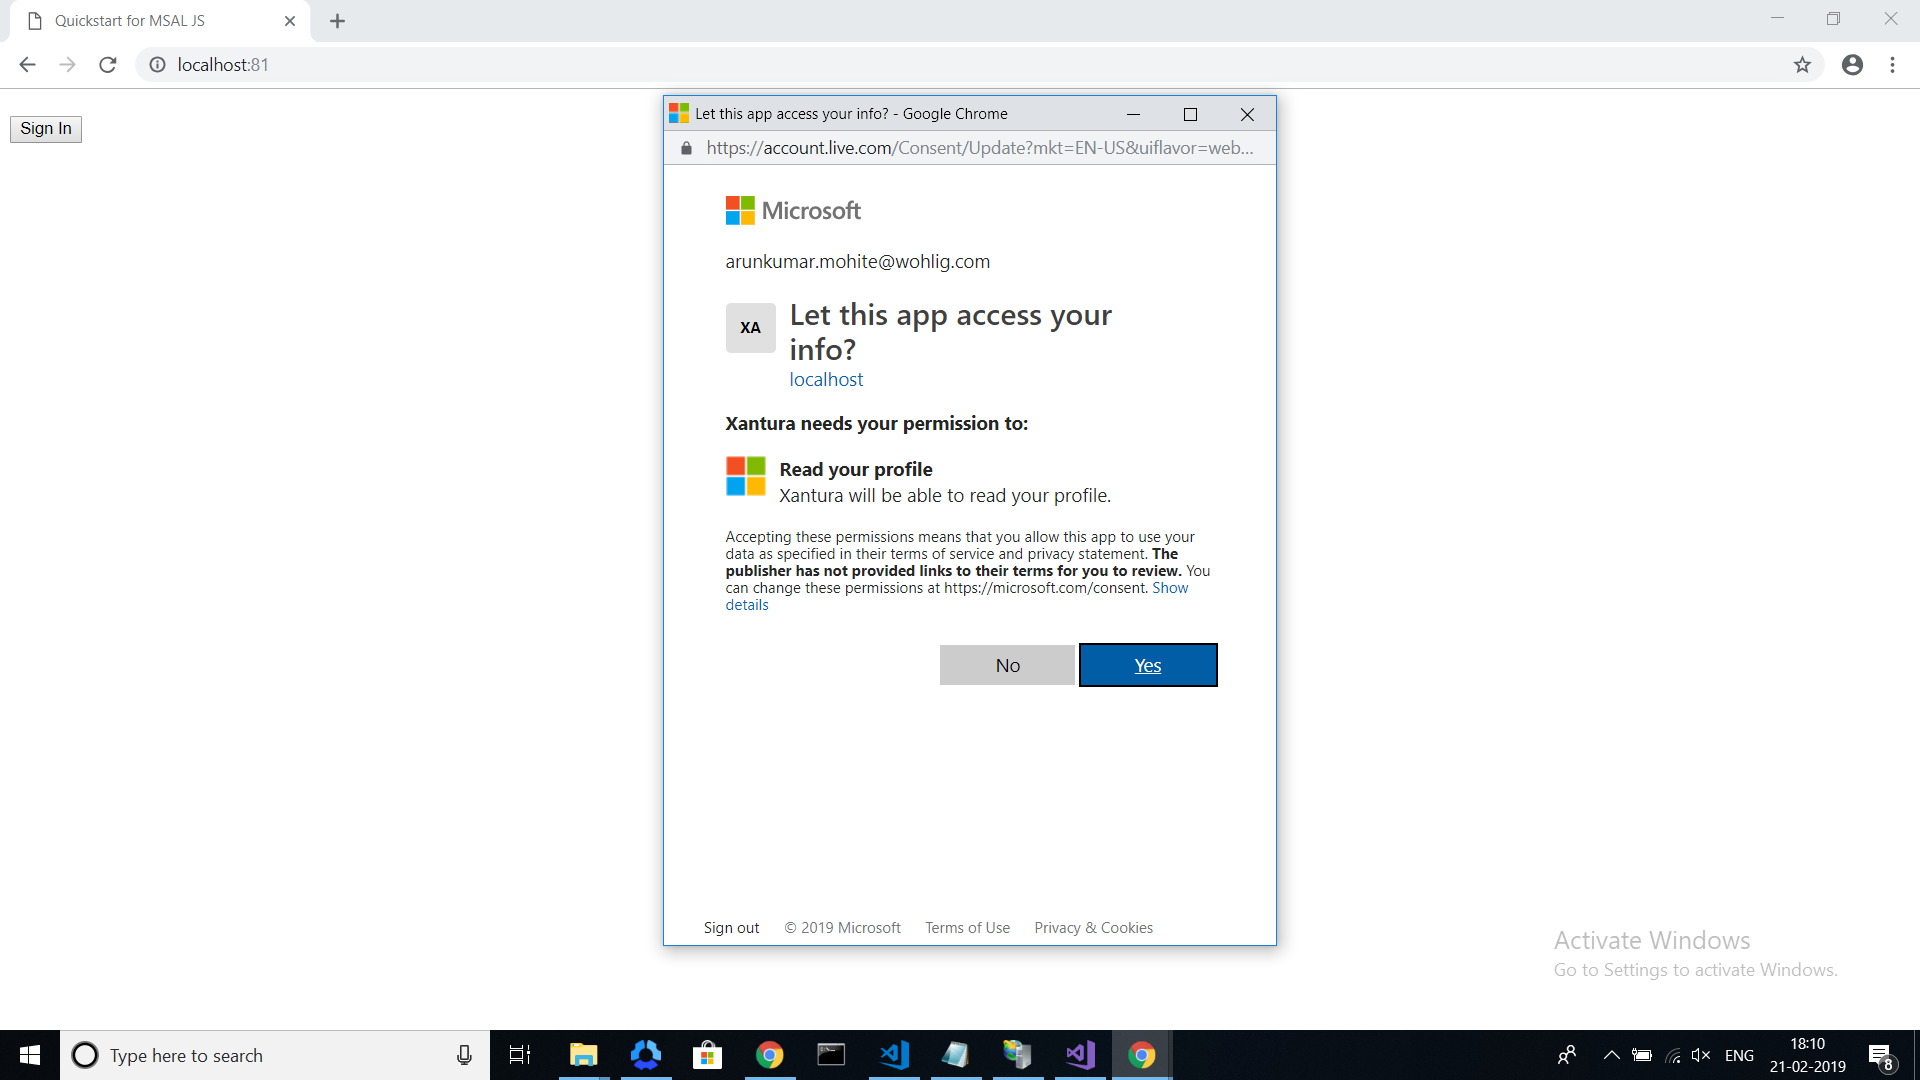 Quickstart for MSAL JS
localhost:81
Sign In
Let this app access your info? - Google Chrome
https://account.live.com/Consent/Update?mkt=EN-US&uiflavor=web...
Microsoft
arunkumar.mohite@wohlig.com
XA
Let this app access your
info?
localhost
Xantura needs your permission to:
Read your profile
Xantura will be able to read your profile.
Accepting these permissions means that you allow this app to use your
data as specified in their terms of service and privacy statement. The
publisher has not provided links to their terms for you to review. You
can change these permissions at https://microsoft.com/consent. Show
details
No
Yes
Sign out
© 2019 Microsoft
Terms of Use
Privacy & Cookies
Activate Windows
Go to Settings to activate Windows.
Type here to search
ENG
18:10
21-02-2019
8